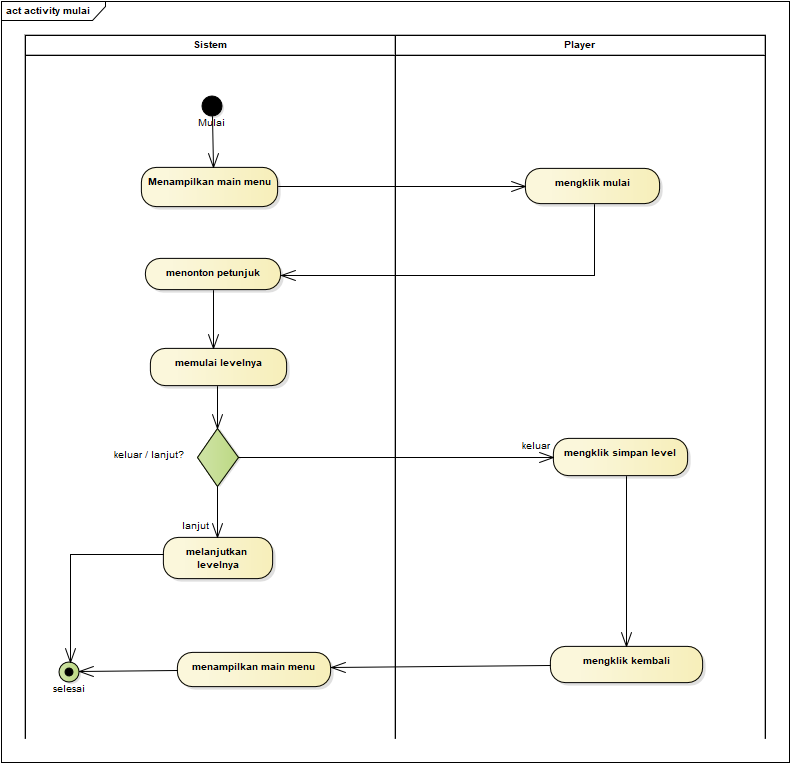 act activity mulai
Sistem
Player
Mulai
Menampilkan main menu
mengklik mulai
menonton petunjuk
memulai levelnya
keluar / lanjut?
keluar
mengklik simpan level
lanjut
melanjutkan
levelnya
menampilkan main menu
mengklik kembali
selesai